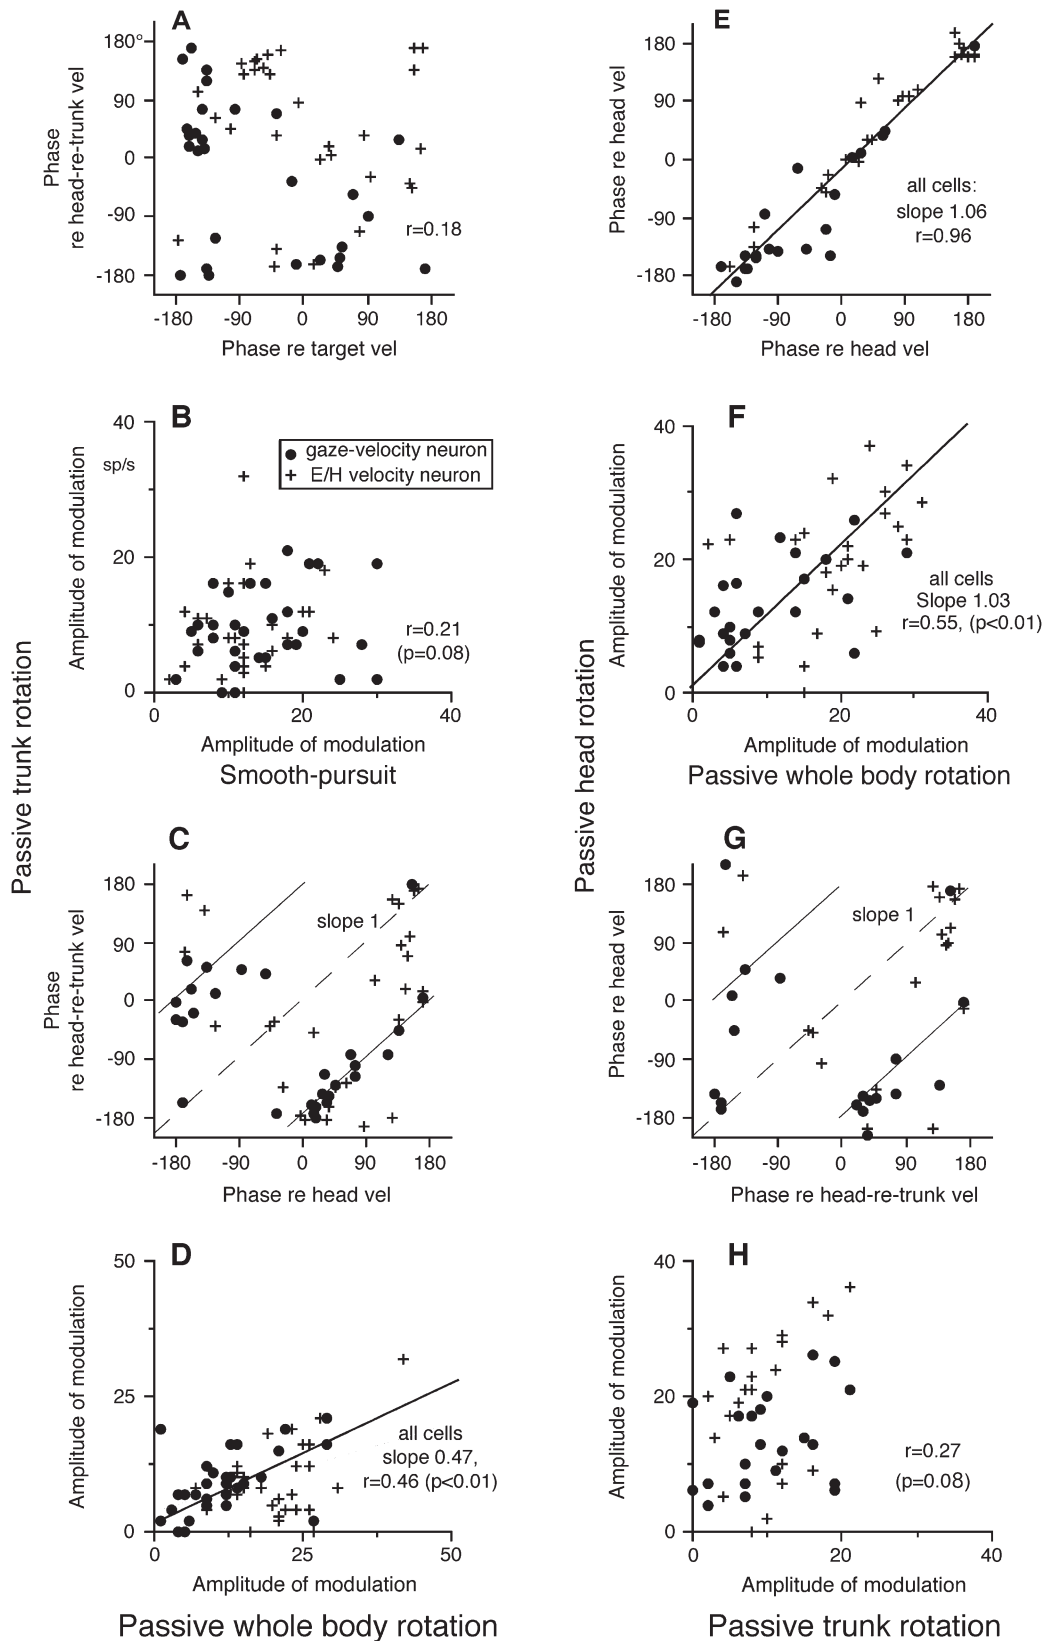 A
180°
90
0
-90
-180
Phase
re head-re-trunk vel
r=0.18
-180 -90 0 90 180
Phase re target vel
E
180
90
0
-90
-180
Phase re head vel
all cells:
slope 1.06
r=0.96
-180 -90 0 90 180
Phase re head vel
B
40
sp/s
20
0
Amplitude of modulation
gaze-velocity neuron
E/H velocity neuron
r=0.21
(p=0.08)
0 20 40
Amplitude of modulation
Smooth-pursuit
F
40
20
0
Amplitude of modulation
all cells
Slope 1.03
r=0.55, (p<0.01)
0 20 40
Amplitude of modulation
Passive whole body rotation
Passive trunk rotation
Passive head rotation
C
180
90
0
-90
-180
Phase
re head-re-trunk vel
slope 1
-180 -90 0 90 180
Phase re head vel
G
180
90
0
-90
-180
Phase re head vel
slope 1
-180 -90 0 90 180
Phase re head-re-trunk vel
D
50
25
0
Amplitude of modulation
all cells
slope 0.47,
r=0.46 (p<0.01)
0 25 50
Amplitude of modulation
Passive whole body rotation
H
40
20
0
Amplitude of modulation
r=0.27
(p=0.08)
0 20 40
Amplitude of modulation
Passive trunk rotation